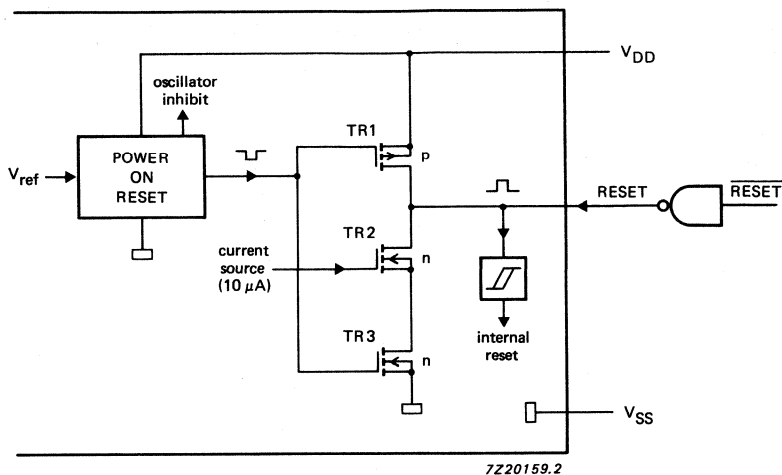 V_DD
oscillator
inhibit
TR1
p
POWER
ON
RESET
V_ref
RESET
R̅E̅S̅E̅T̅
TR2
n
current
source
(10 μA)
internal
reset
TR3
n
V_SS
7Z20159.2